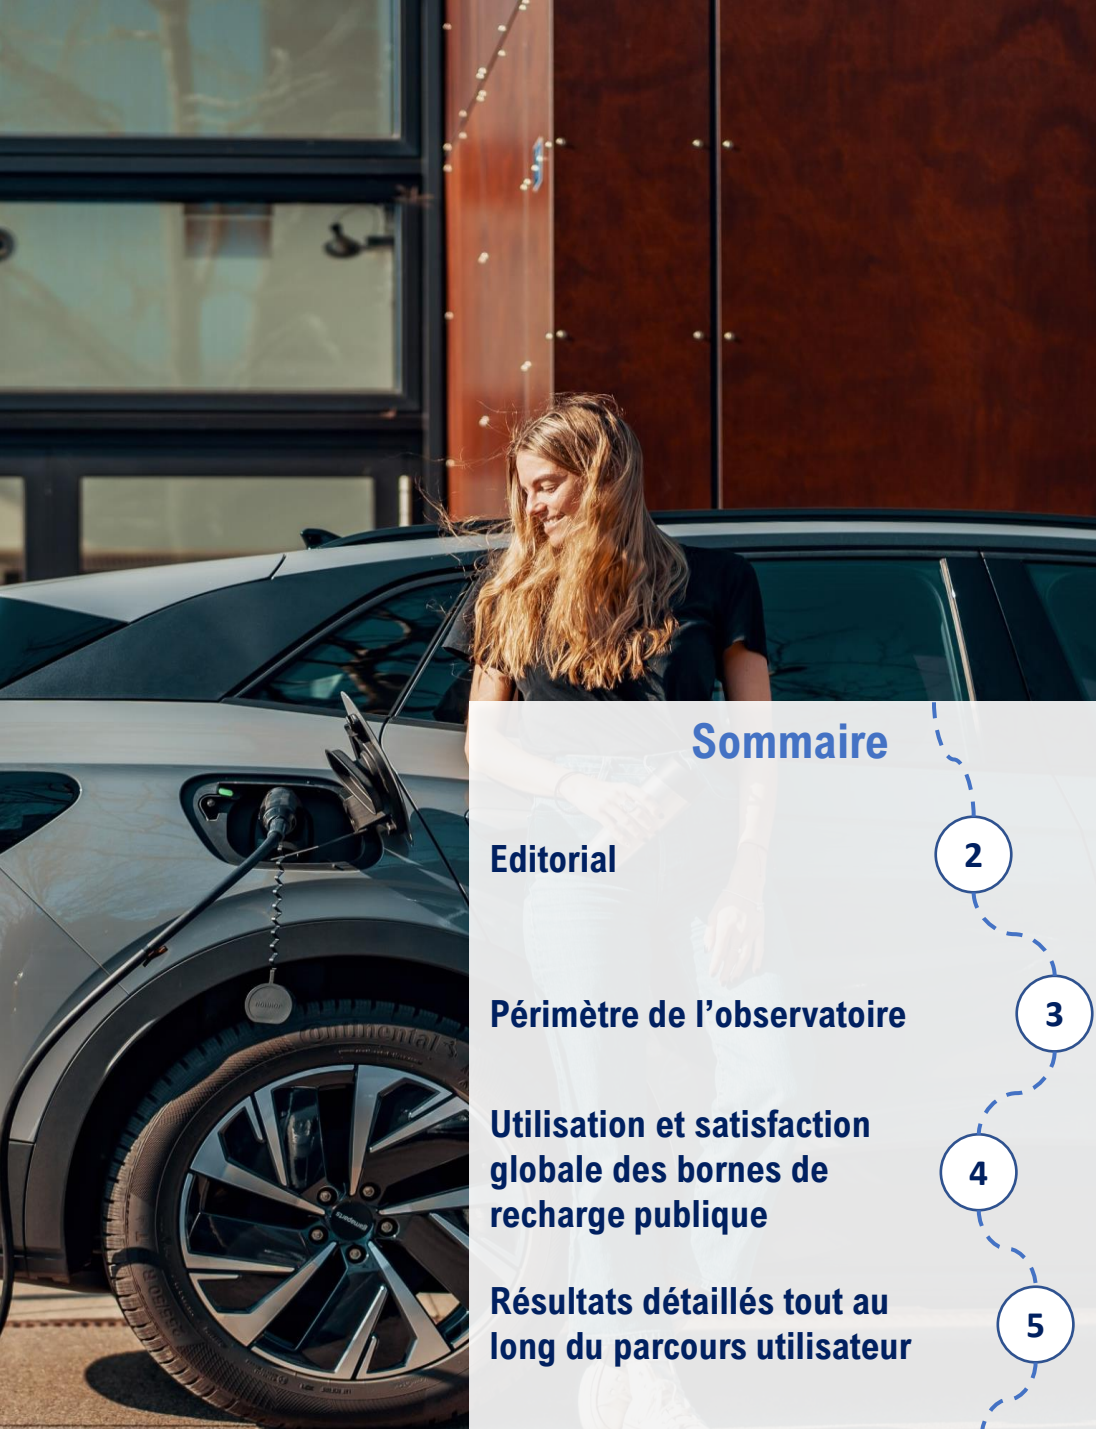 Sommaire
Editorial
2
Périmètre de l’observatoire
3
Utilisation et satisfaction
globale des bornes de
recharge publique
4
Résultats détaillés tout au
long du parcours utilisateur
5
Continental